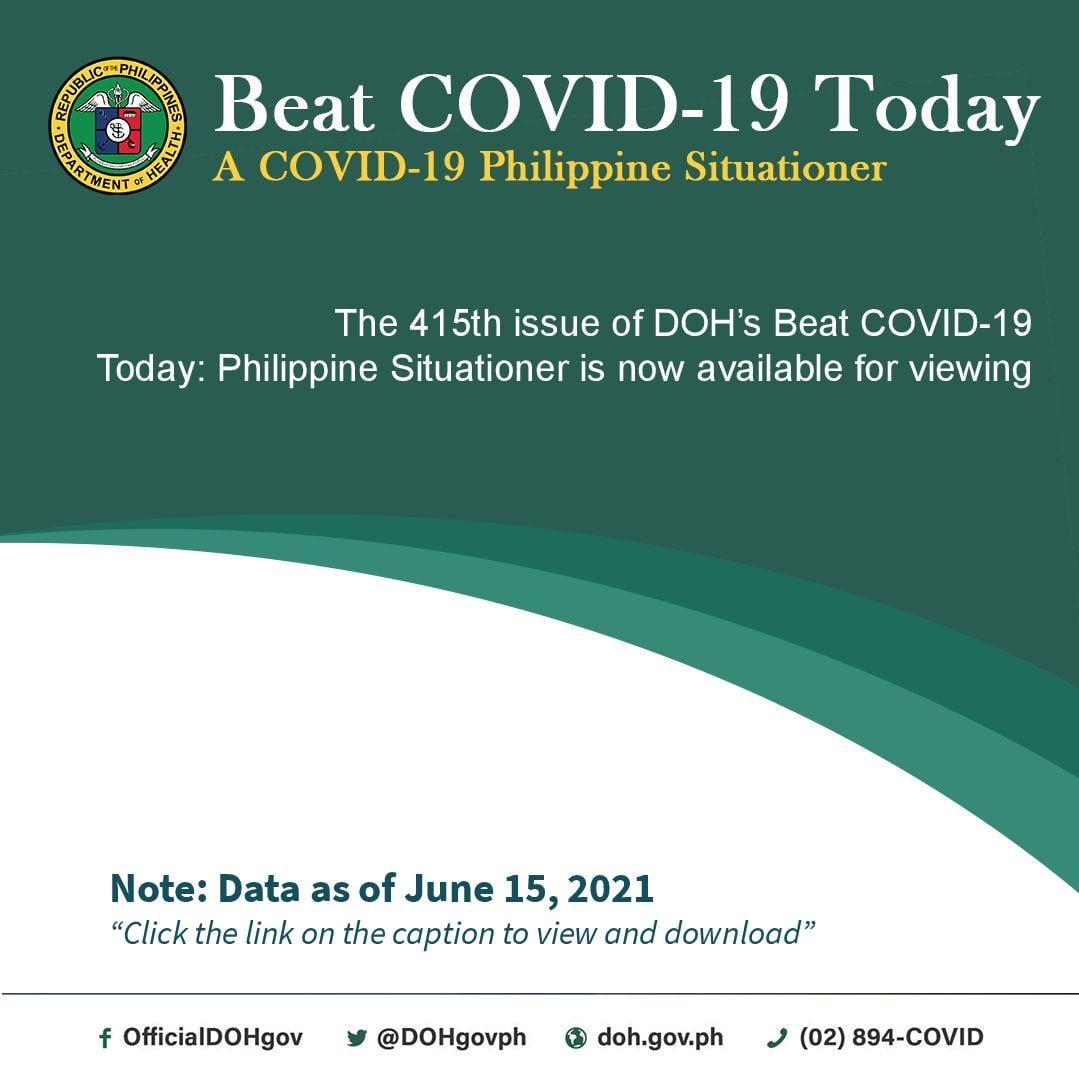 REPUBLIC OF THE PHILIPPINES
DEPARTMENT OF HEALTH
Beat COVID-19 Today
A COVID-19 Philippine Situationer
The 415th issue of DOH’s Beat COVID-19
Today: Philippine Situationer is now available for viewing
Note: Data as of June 15, 2021
“Click the link on the caption to view and download”
OfficialDOHgov @DOHgovph doh.gov.ph (02) 894-COVID